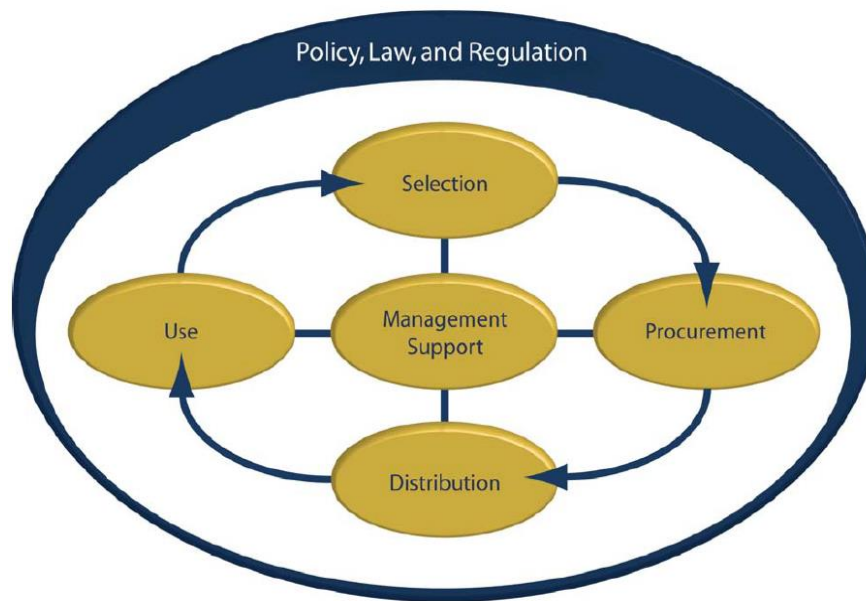 Policy, Law, and Regulation
Selection
Use
Management
Support
Procurement
Distribution